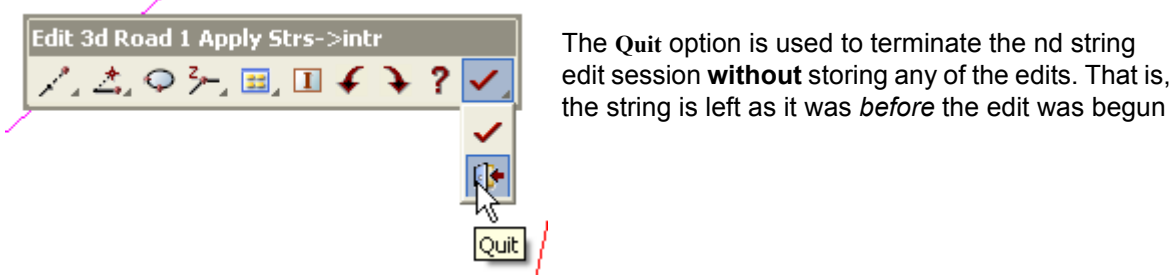 Edit 3d Road 1 Apply Strs->intr
?
Quit
The Quit option is used to terminate the nd string
edit session without storing any of the edits. That is,
the string is left as it was before the edit was begun